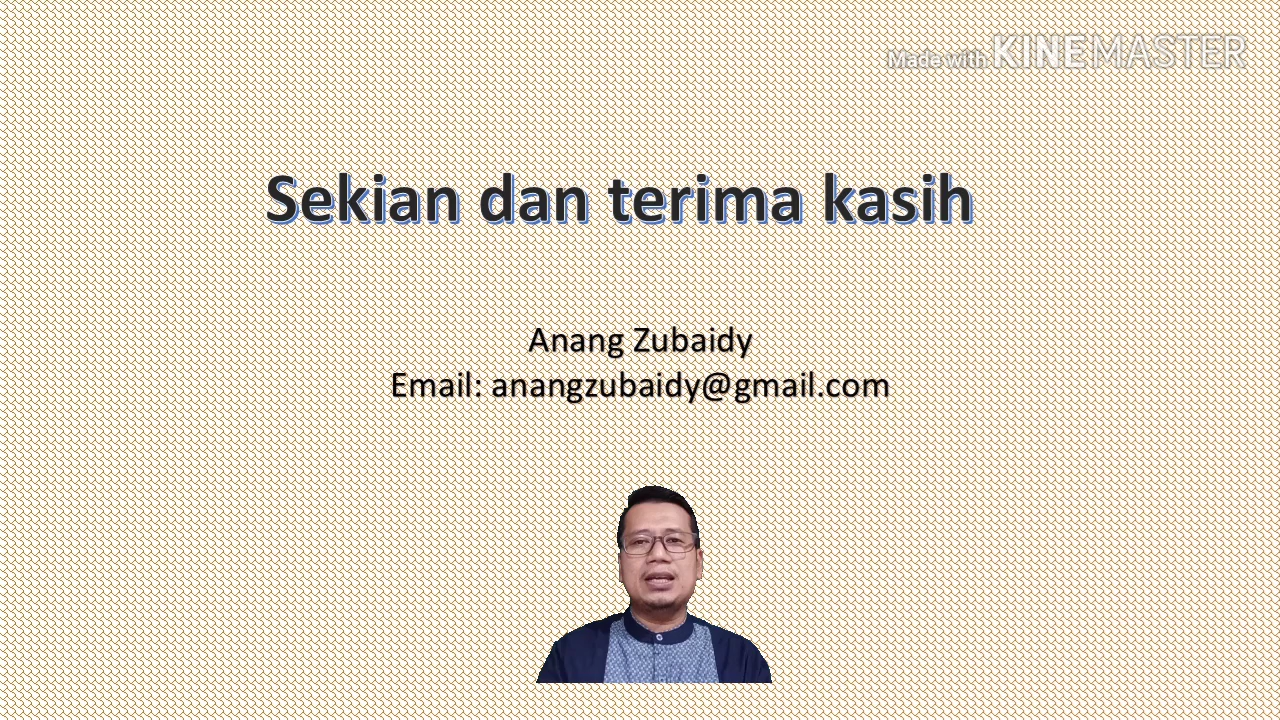 Made with KINEMASTER
Sekian dan terima kasih
Anang Zubaidy
Email: anangzubaidy@gmail.com